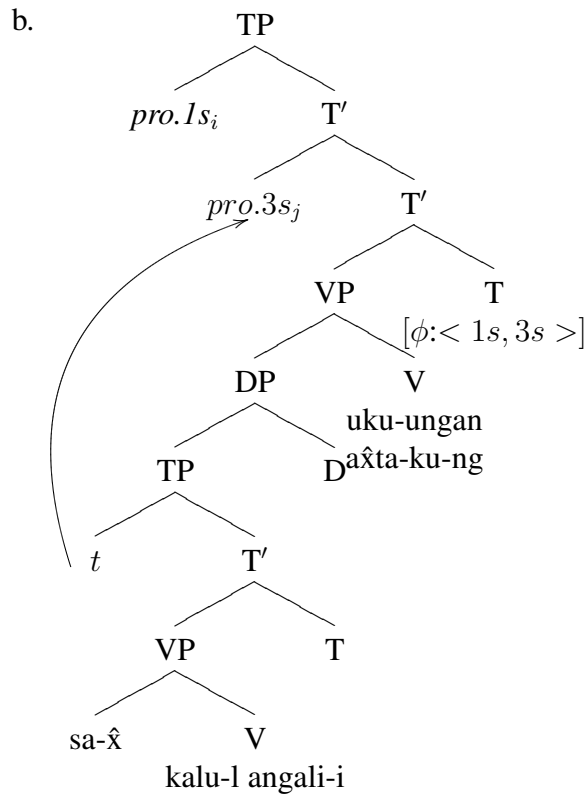 b.
TP
pro.1s_i T′
pro.3s_j T′
VP T
[ϕ:< 1s, 3s >]
DP V
uku-ungan
TP D ax̂ta-ku-ng
t T′
VP T
sa-x̂ V
kalu-l angali-i